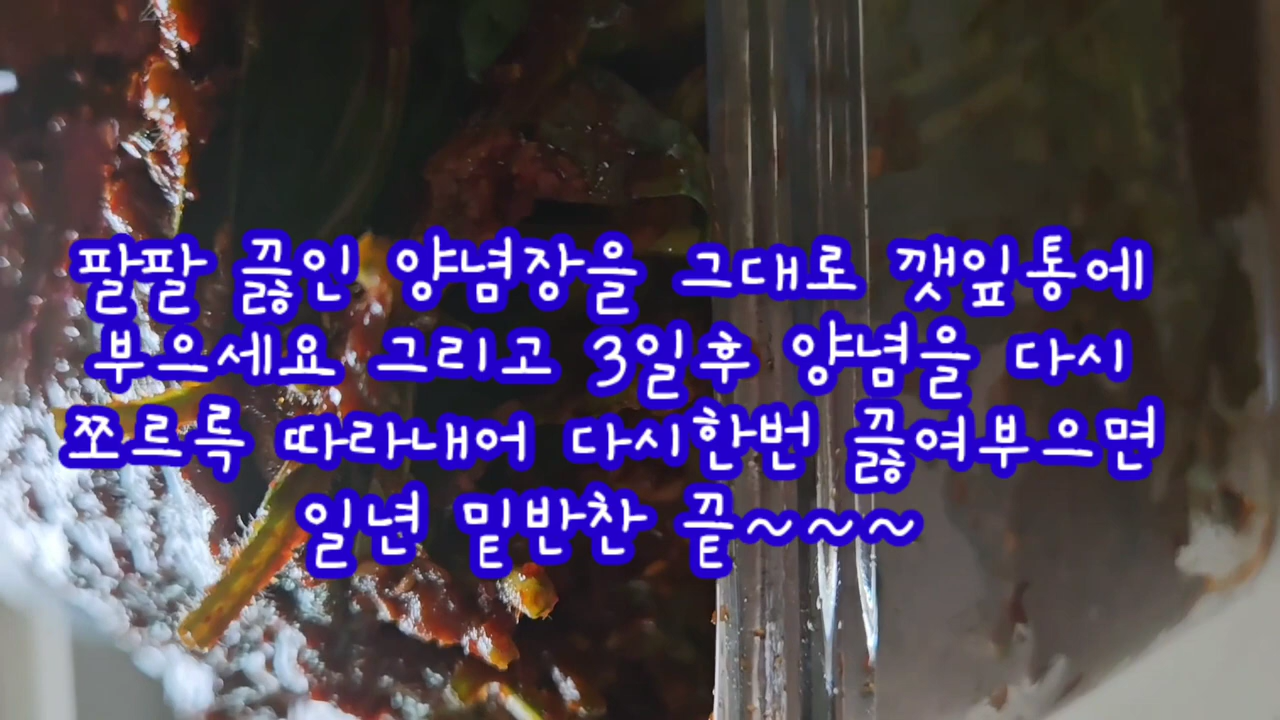 팔팔 끓인 양념장을 그대로 깻잎통에
부으세요 그리고 3일후 양념을 다시
쪼르륵 따라내어 다시한번 끓여부으면
일년 밑반찬 끝~~~